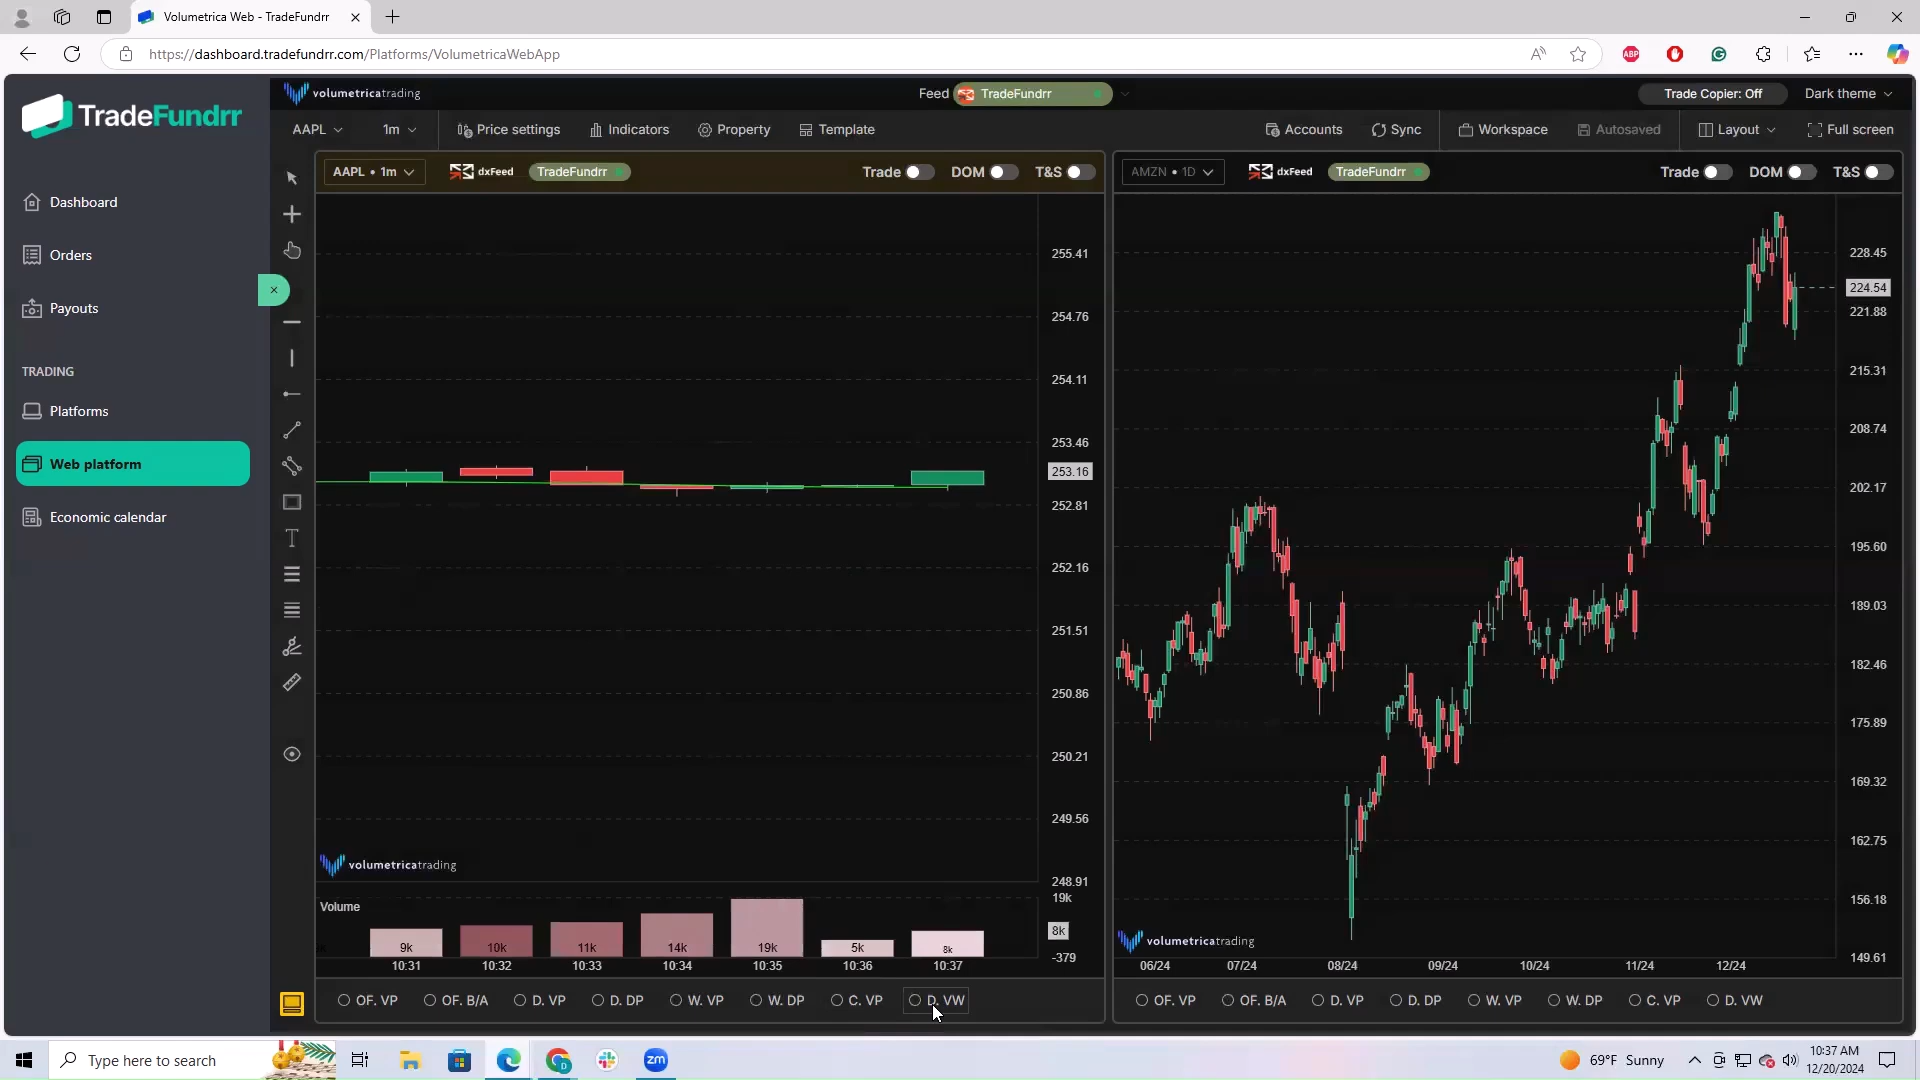 Volumetrica Web - TradeFundrr
https://dashboard.tradefundrr.com/Platforms/VolumetricaWebApp
ABP
TradeFundrr
Dashboard
Orders
Payouts
TRADING
Platforms
Web platform
Economic calendar
volumetricatrading
Feed TradeFundrr
Trade Copier: Off
Dark theme
AAPL
1m
Price settings
Indicators
Property
Template
Accounts
Sync
Workspace
Autosaved
Layout
Full screen
AAPL • 1m
dxFeed
TradeFundrr
Trade
DOM
T&S
255.41
254.76
254.11
253.46
253.16
252.81
252.16
251.51
250.86
250.21
249.56
248.91
volumetricatrading
Volume
19k
8k
-379
9k 10k 11k 14k 19k 5k 8k
10:31 10:32 10:33 10:34 10:35 10:36 10:37
OF. VP OF. B/A D. VP D. DP W. VP W. DP C. VP D. VW
AMZN • 1D
dxFeed
TradeFundrr
Trade
DOM
T&S
228.45
224.54
221.88
215.31
208.74
202.17
195.60
189.03
182.46
175.89
169.32
162.75
156.18
149.61
volumetricatrading
06/24 07/24 08/24 09/24 10/24 11/24 12/24
OF. VP OF. B/A D. VP D. DP W. VP W. DP C. VP D. VW
Type here to search
zm
69°F Sunny
10:37 AM
12/20/2024